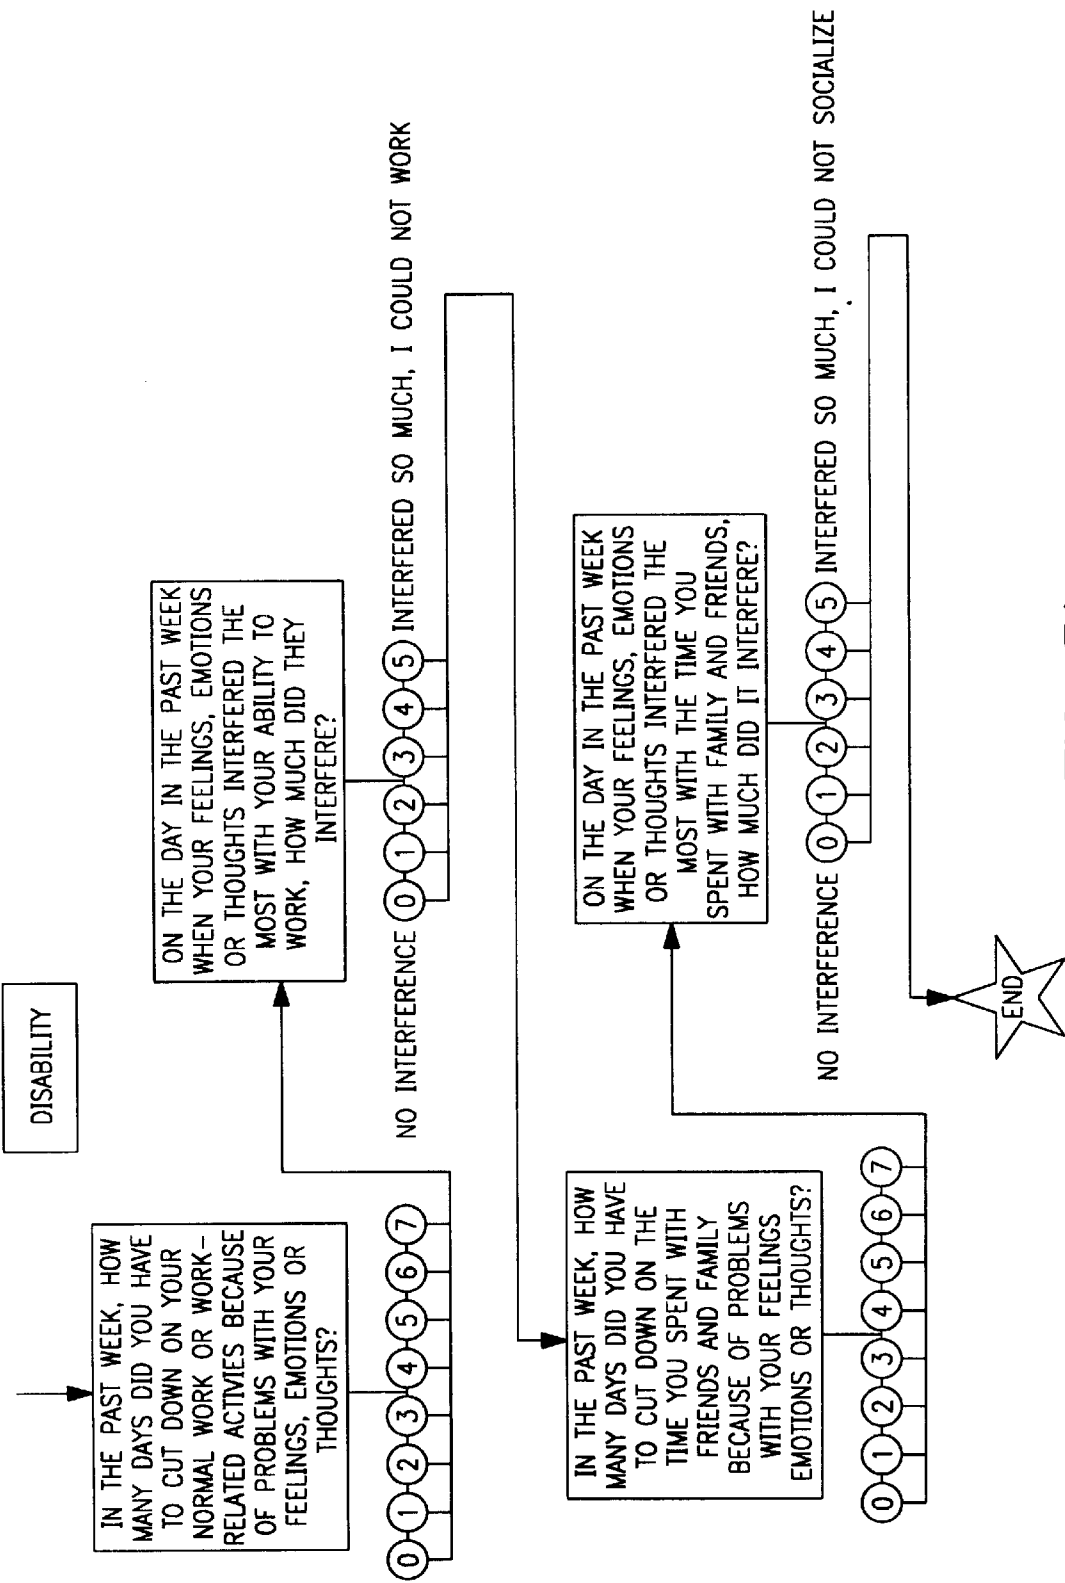 DISABILITY
IN THE PAST WEEK, HOW
MANY DAYS DID YOU HAVE
TO CUT DOWN ON YOUR
NORMAL WORK OR WORK-
RELATED ACTIVIES BECAUSE
OF PROBLEMS WITH YOUR
FEELINGS, EMOTIONS OR
THOUGHTS?
0 1 2 3 4 5 6 7
ON THE DAY IN THE PAST WEEK
WHEN YOUR FEELINGS, EMOTIONS
OR THOUGHTS INTERFERED THE
MOST WITH YOUR ABILITY TO
WORK, HOW MUCH DID THEY
INTERFERE?
NO INTERFERENCE 0 1 2 3 4 5 INTERFERED SO MUCH, I COULD NOT WORK
IN THE PAST WEEK, HOW
MANY DAYS DID YOU HAVE
TO CUT DOWN ON THE
TIME YOU SPENT WITH
FRIENDS AND FAMILY
BECAUSE OF PROBLEMS
WITH YOUR FEELINGS
EMOTIONS OR THOUGHTS?
0 1 2 3 4 5 6 7
ON THE DAY IN THE PAST WEEK
WHEN YOUR FEELINGS, EMOTIONS
OR THOUGHTS INTERFERED THE
MOST WITH THE TIME YOU
SPENT WITH FAMILY AND FRIENDS,
HOW MUCH DID IT INTERFERE?
NO INTERFERENCE 0 1 2 3 4 5 INTERFERED SO MUCH, I COULD NOT SOCIALIZE
END